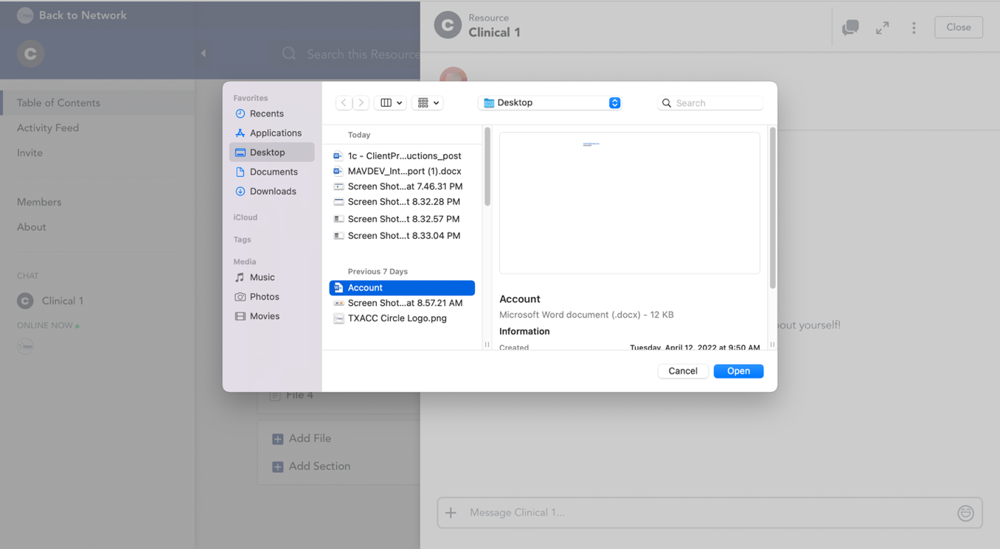 Back to Network
C
Search this Resource
Table of Contents
Activity Feed
Invite
Members
About
CHAT
C Clinical 1
ONLINE NOW
C
Resource
Clinical 1
Close
Favorites
Recents
Applications
Desktop
Documents
Downloads
iCloud
Tags
Media
Music
Photos
Movies
Desktop
Search
Today
1c - ClientPr...uctions_post
MAVDEV_Int...port (1).docx
Screen Shot...at 7.46.31 PM
Screen Shot...t 8.32.28 PM
Screen Shot...t 8.32.57 PM
Screen Shot...t 8.33.04 PM
Previous 7 Days
Account
Screen Shot...at 8.57.21 AM
TXACC Circle Logo.png
Account
Microsoft Word document (.docx) - 12 KB
Information
Created Tuesday, April 12, 2022 at 9:50 AM
Cancel
Open
out yourself!
File 4
Add File
Add Section
Message Clinical 1...